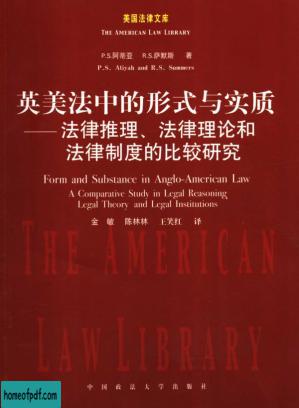 美国法律文库
THE AMERICAN LAW LIBRARY
P.S.阿蒂亚 R.S.萨默斯 著
P. S. Atiyah and R. S. Summers
英美法中的形式与实质
——法律推理、法律理论和
法律制度的比较研究
Form and Substance in Anglo-American Law
A Comparative Study in Legal Reasoning
Legal Theory and Legal Institutions
金敏 陈林林 王笑红 译
THE AMERICAN
LAW LIBRARY
中国政法大学出版社
homeofpdf.com